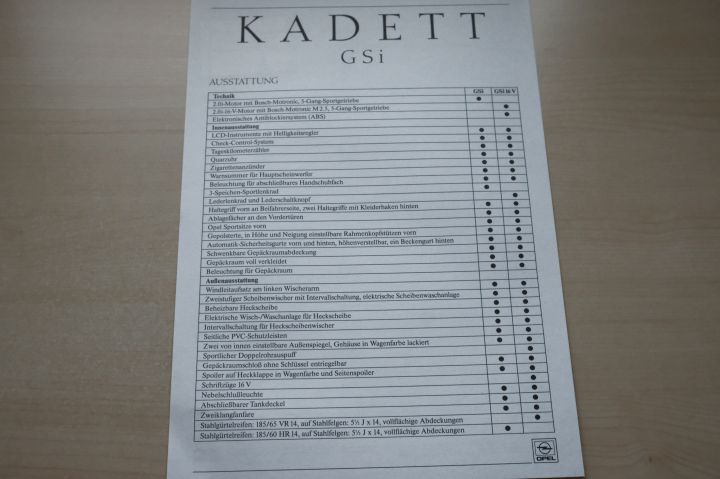 KADETT
GSi
AUSSTATTUNG
Technik GSi GSi 16 V
2.0i-Motor mit Bosch-Motronic, 5-Gang-Sportgetriebe
2.0i-16-V-Motor mit Bosch-Motronic M 2.5, 5-Gang-Sportgetriebe
Elektronisches Antiblockiersystem (ABS)
Innenausstattung
LCD-Instrumente mit Helligkeitsregler
Check-Control-System
Tageskilometerzähler
Quarzuhr
Zigarettenanzünder
Warnsummer für Hauptscheinwerfer
Beleuchtung für abschließbares Handschuhfach
3-Speichen-Sportlenkrad
Lederlenkrad und Lederschaltknopf
Haltegriff vorn an Beifahrerseite, zwei Haltegriffe mit Kleiderhaken hinten
Ablagefächer an den Vordertüren
Opel Sportsitze vorn
Gepolsterte, in Höhe und Neigung einstellbare Rahmenkopfstützen vorn
Automatik-Sicherheitsgurte vorn und hinten, höhenverstellbar, ein Beckengurt hinten
Schwenkbare Gepäckraumabdeckung
Gepäckraum voll verkleidet
Beleuchtung für Gepäckraum
Außenausstattung
Windleitaufsatz am linken Wischerarm
Zweistufiger Scheibenwischer mit Intervallschaltung, elektrische Scheibenwaschanlage
Beheizbare Heckscheibe
Elektrische Wisch-/Waschanlage für Heckscheibe
Intervallschaltung für Heckscheibenwischer
Seitliche PVC-Schutzleisten
Zwei von innen einstellbare Außenspiegel, Gehäuse in Wagenfarbe lackiert
Sportlicher Doppelrohrauspuff
Gepäckraumschloß ohne Schlüssel entriegelbar
Spoiler auf Heckklappe in Wagenfarbe und Seitenspoiler
Schriftzüge 16 V
Nebelschlußleuchte
Abschließbarer Tankdeckel
Zweiklangfanfare
Stahlgürtelreifen: 185/65 VR 14, auf Stahlfelgen: 5½ J x 14, vollflächige Abdeckungen
Stahlgürtelreifen: 185/60 HR 14, auf Stahlfelgen: 5½ J x 14, vollflächige Abdeckungen
OPEL